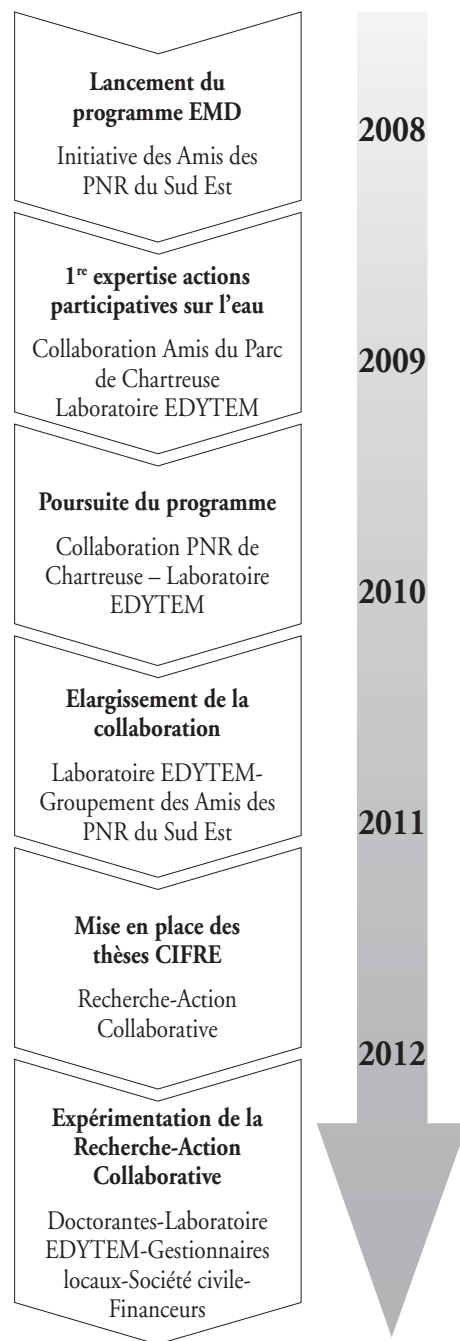 Lancement du
programme EMD
Initiative des Amis des
PNR du Sud Est
2008
1re expertise actions
participatives sur l’eau
Collaboration Amis du Parc
de Chartreuse
Laboratoire EDYTEM
2009
Poursuite du programme
Collaboration PNR de
Chartreuse – Laboratoire
EDYTEM
2010
Elargissement de la
collaboration
Laboratoire EDYTEM-
Groupement des Amis des
PNR du Sud Est
2011
Mise en place des
thèses CIFRE
Recherche-Action
Collaborative
2012
Expérimentation de la
Recherche-Action
Collaborative
Doctorantes-Laboratoire
EDYTEM-Gestionnaires
locaux-Société civile-
Financeurs